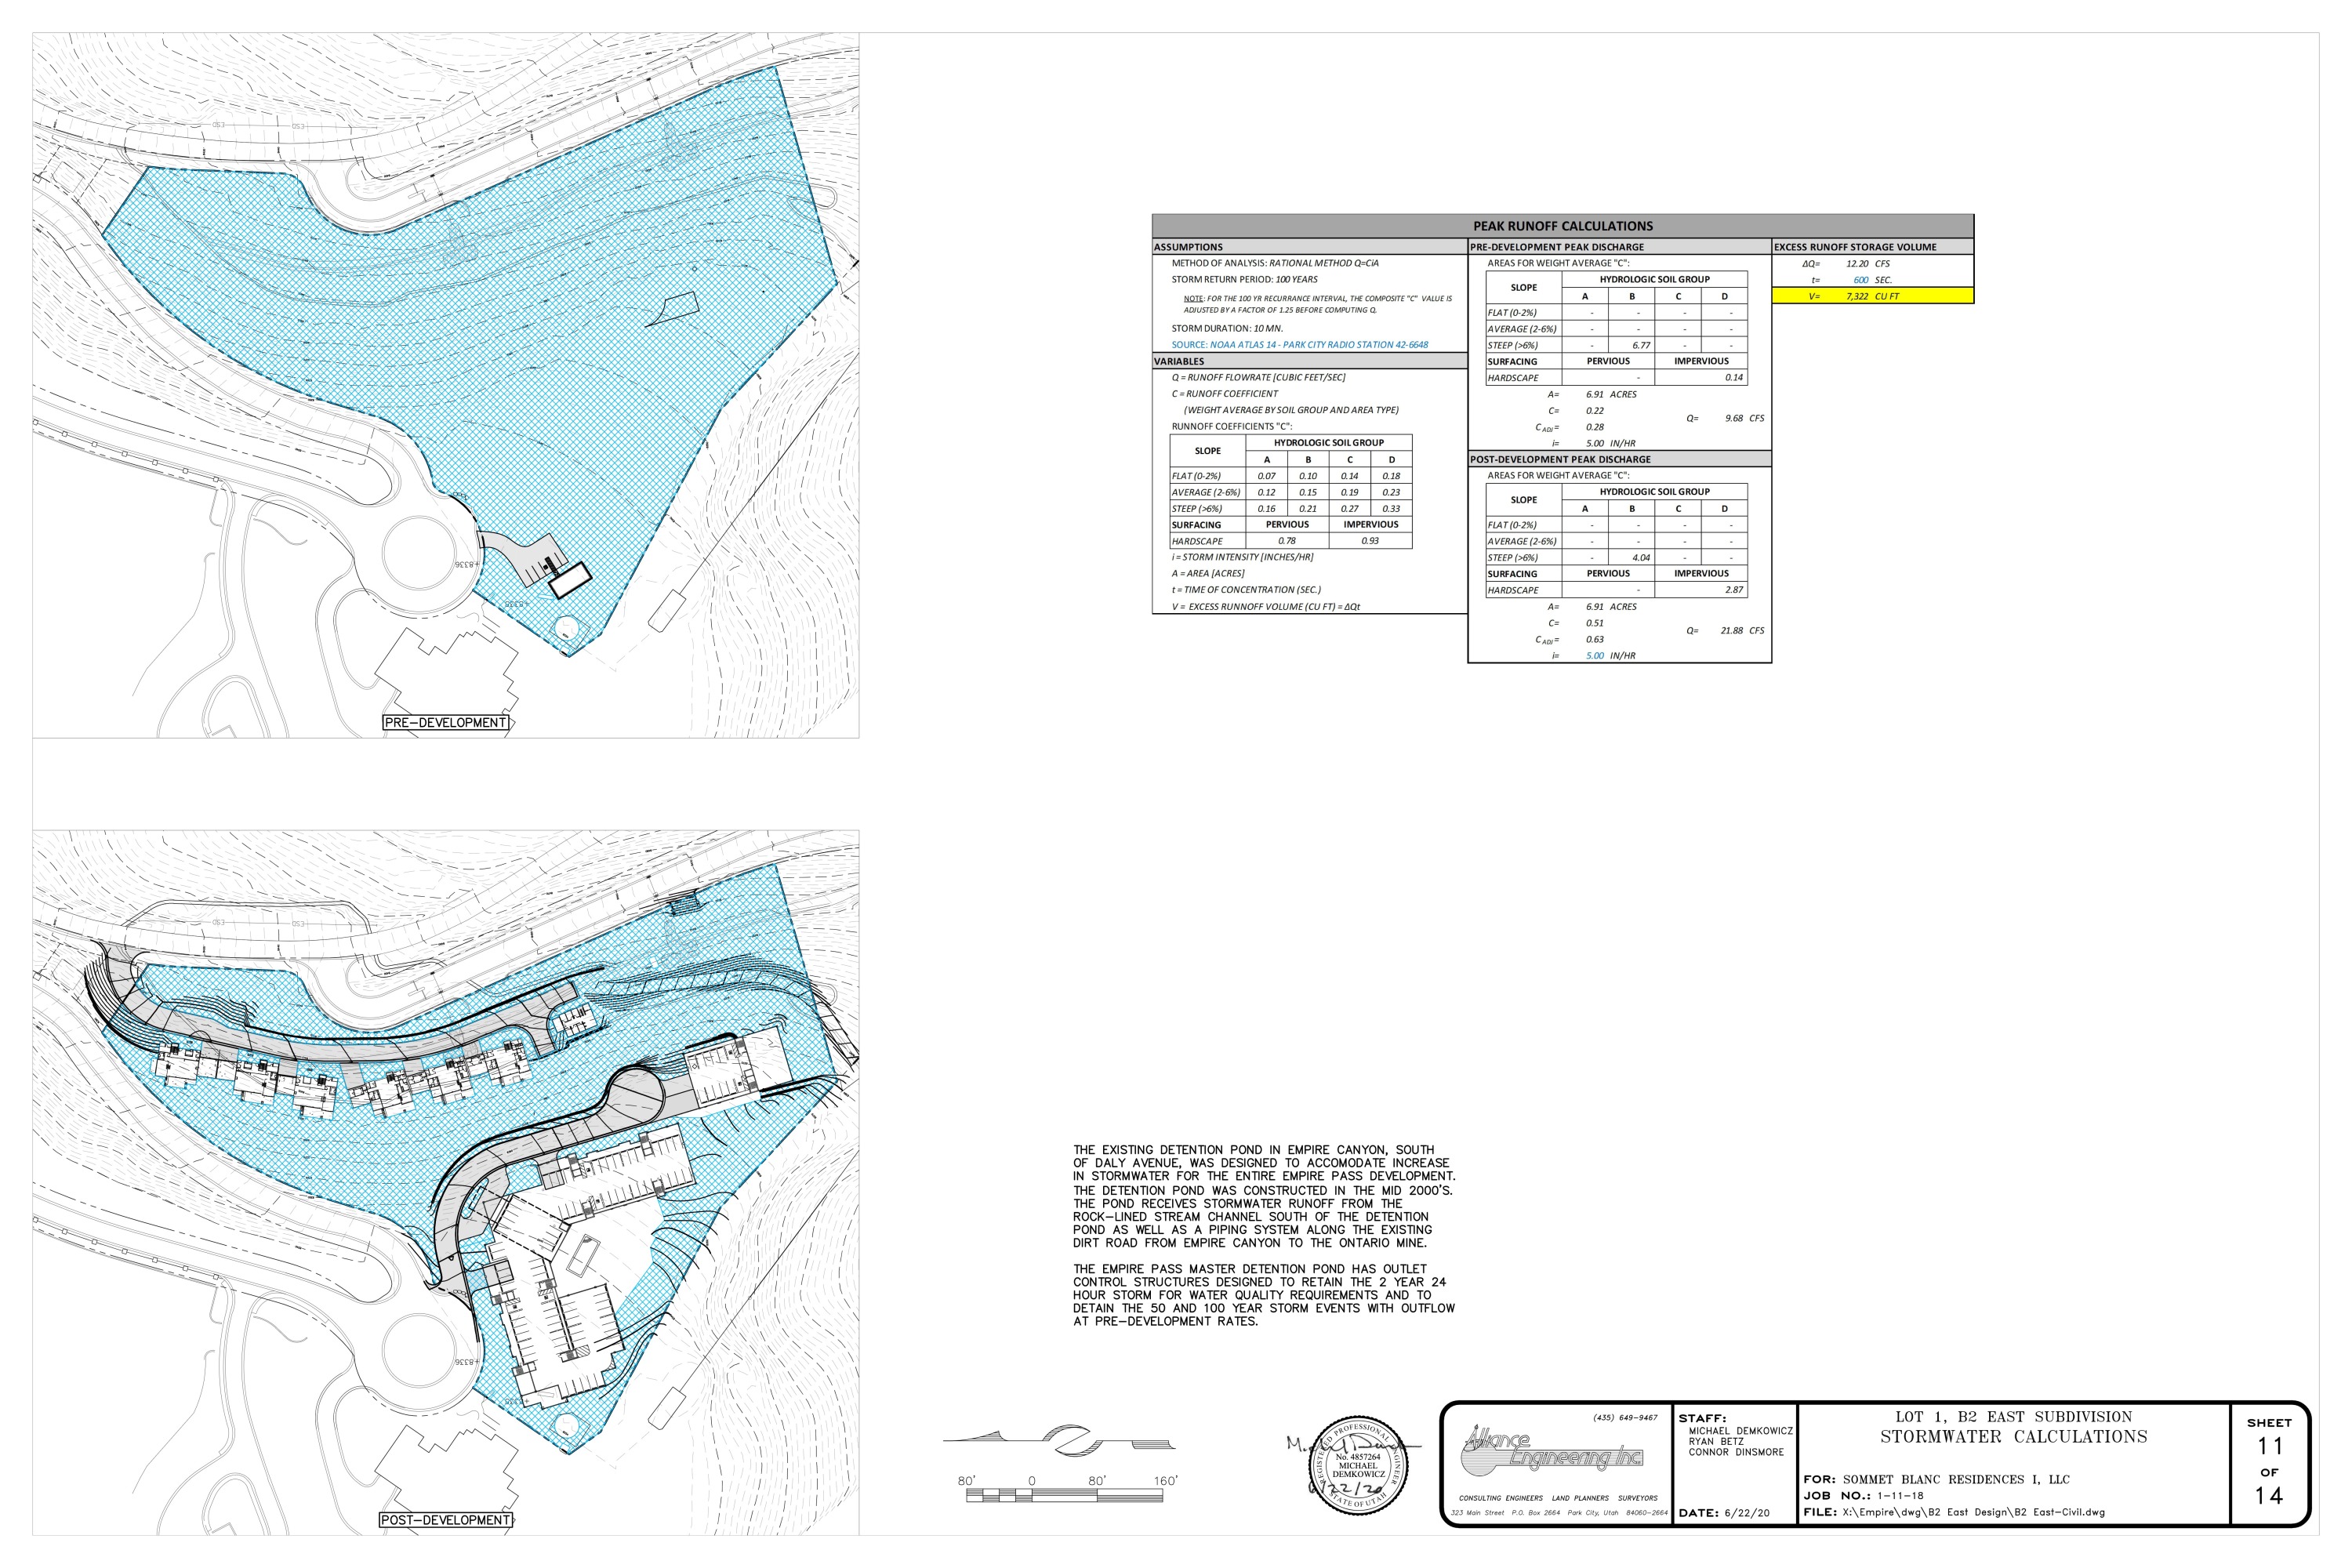 PRE-DEVELOPMENT
POST-DEVELOPMENT
8336+
+8335
8336+
PEAK RUNOFF CALCULATIONS
ASSUMPTIONS
METHOD OF ANALYSIS: RATIONAL METHOD Q=CiA
STORM RETURN PERIOD: 100 YEARS
NOTE: FOR THE 100 YR RECURRANCE INTERVAL, THE COMPOSITE "C" VALUE IS
ADJUSTED BY A FACTOR OF 1.25 BEFORE COMPUTING Q.
STORM DURATION: 10 MN.
SOURCE: NOAA ATLAS 14 - PARK CITY RADIO STATION 42-6648
VARIABLES
Q = RUNOFF FLOWRATE [CUBIC FEET/SEC]
C = RUNOFF COEFFICIENT
(WEIGHT AVERAGE BY SOIL GROUP AND AREA TYPE)
RUNNOFF COEFFICIENTS "C":
SLOPE HYDROLOGIC SOIL GROUP
A B C D
FLAT (0-2%) 0.07 0.10 0.14 0.18
AVERAGE (2-6%) 0.12 0.15 0.19 0.23
STEEP (>6%) 0.16 0.21 0.27 0.33
SURFACING PERVIOUS IMPERVIOUS
HARDSCAPE 0.78 0.93
i = STORM INTENSITY [INCHES/HR]
A = AREA [ACRES]
t = TIME OF CONCENTRATION (SEC.)
V = EXCESS RUNNOFF VOLUME (CU FT) = ΔQt
PRE-DEVELOPMENT PEAK DISCHARGE
AREAS FOR WEIGHT AVERAGE "C":
SLOPE HYDROLOGIC SOIL GROUP
A B C D
FLAT (0-2%) - - - -
AVERAGE (2-6%) - - - -
STEEP (>6%) - 6.77 - -
SURFACING PERVIOUS IMPERVIOUS
HARDSCAPE - 0.14
A= 6.91 ACRES
C= 0.22
Q= 9.68 CFS
C ADJ = 0.28
i= 5.00 IN/HR
POST-DEVELOPMENT PEAK DISCHARGE
AREAS FOR WEIGHT AVERAGE "C":
SLOPE HYDROLOGIC SOIL GROUP
A B C D
FLAT (0-2%) - - - -
AVERAGE (2-6%) - - - -
STEEP (>6%) - 4.04 - -
SURFACING PERVIOUS IMPERVIOUS
HARDSCAPE - 2.87
A= 6.91 ACRES
C= 0.51
Q= 21.88 CFS
C ADJ = 0.63
i= 5.00 IN/HR
EXCESS RUNOFF STORAGE VOLUME
ΔQ= 12.20 CFS
t= 600 SEC.
V= 7,322 CU FT
THE EXISTING DETENTION POND IN EMPIRE CANYON, SOUTH
OF DALY AVENUE, WAS DESIGNED TO ACCOMODATE INCREASE
IN STORMWATER FOR THE ENTIRE EMPIRE PASS DEVELOPMENT.
THE DETENTION POND WAS CONSTRUCTED IN THE MID 2000'S.
THE POND RECEIVES STORMWATER RUNOFF FROM THE
ROCK-LINED STREAM CHANNEL SOUTH OF THE DETENTION
POND AS WELL AS A PIPING SYSTEM ALONG THE EXISTING
DIRT ROAD FROM EMPIRE CANYON TO THE ONTARIO MINE.
THE EMPIRE PASS MASTER DETENTION POND HAS OUTLET
CONTROL STRUCTURES DESIGNED TO RETAIN THE 2 YEAR 24
HOUR STORM FOR WATER QUALITY REQUIREMENTS AND TO
DETAIN THE 50 AND 100 YEAR STORM EVENTS WITH OUTFLOW
AT PRE-DEVELOPMENT RATES.
80' 0 80' 160'
REGISTERED PROFESSIONAL ENGINEER
No. 4857264
MICHAEL
DEMKOWICZ
6/22/20
STATE OF UTAH
(435) 649-9467
Alliance
Engineering Inc.
CONSULTING ENGINEERS LAND PLANNERS SURVEYORS
323 Main Street P.O. Box 2664 Park City, Utah 84060-2664
STAFF:
MICHAEL DEMKOWICZ
RYAN BETZ
CONNOR DINSMORE
DATE: 6/22/20
LOT 1, B2 EAST SUBDIVISION
STORMWATER CALCULATIONS
FOR: SOMMET BLANC RESIDENCES I, LLC
JOB NO.: 1-11-18
FILE: X:\Empire\dwg\B2 East Design\B2 East-Civil.dwg
SHEET
11
OF
14